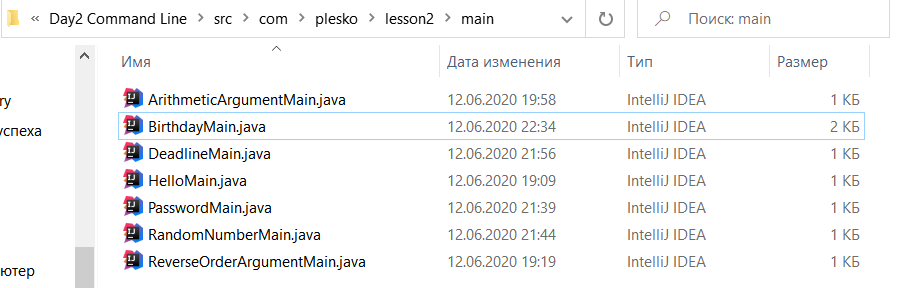 « Day2 Command Line › src › com › plesko › lesson2 › main
Поиск: main
Имя Дата изменения Тип Размер
ArithmeticArgumentMain.java 12.06.2020 19:58 IntelliJ IDEA 1 КБ
ry
BirthdayMain.java 12.06.2020 22:34 IntelliJ IDEA 2 КБ
успеха
DeadlineMain.java 12.06.2020 21:56 IntelliJ IDEA 1 КБ
HelloMain.java 12.06.2020 19:09 IntelliJ IDEA 1 КБ
PasswordMain.java 12.06.2020 21:39 IntelliJ IDEA 1 КБ
RandomNumberMain.java 12.06.2020 21:44 IntelliJ IDEA 1 КБ
ReverseOrderArgumentMain.java 12.06.2020 19:19 IntelliJ IDEA 1 КБ
ютер